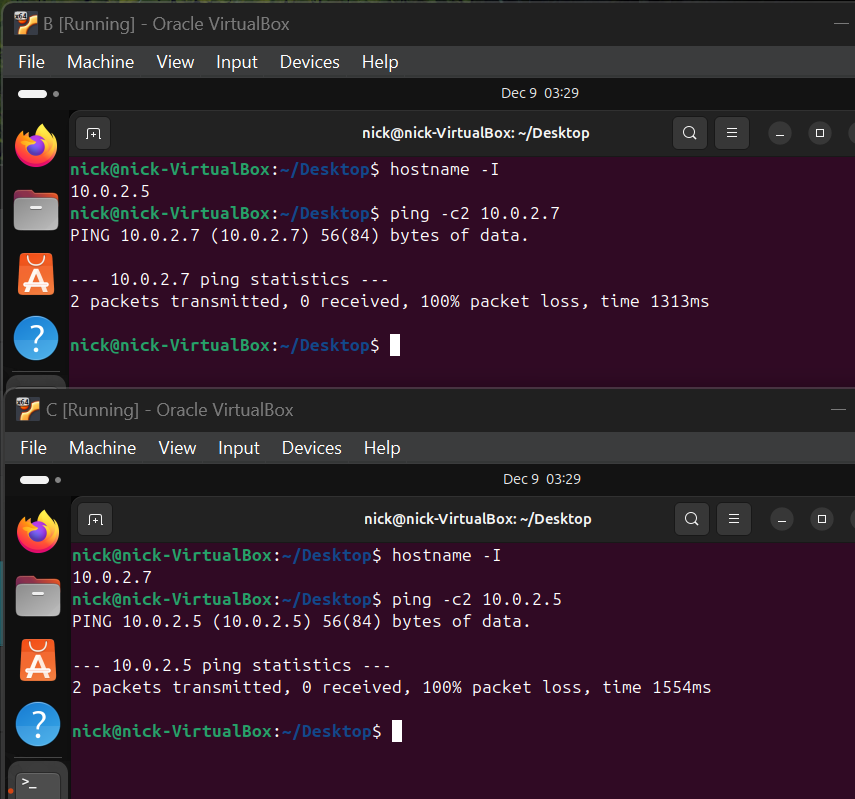 B [Running] - Oracle VirtualBox
File Machine View Input Devices Help
Dec 9 03:29
nick@nick-VirtualBox: ~/Desktop
nick@nick-VirtualBox:~/Desktop$ hostname -I
10.0.2.5
nick@nick-VirtualBox:~/Desktop$ ping -c2 10.0.2.7
PING 10.0.2.7 (10.0.2.7) 56(84) bytes of data.
--- 10.0.2.7 ping statistics ---
2 packets transmitted, 0 received, 100% packet loss, time 1313ms
nick@nick-VirtualBox:~/Desktop$
C [Running] - Oracle VirtualBox
File Machine View Input Devices Help
Dec 9 03:29
nick@nick-VirtualBox: ~/Desktop
nick@nick-VirtualBox:~/Desktop$ hostname -I
10.0.2.7
nick@nick-VirtualBox:~/Desktop$ ping -c2 10.0.2.5
PING 10.0.2.5 (10.0.2.5) 56(84) bytes of data.
--- 10.0.2.5 ping statistics ---
2 packets transmitted, 0 received, 100% packet loss, time 1554ms
nick@nick-VirtualBox:~/Desktop$